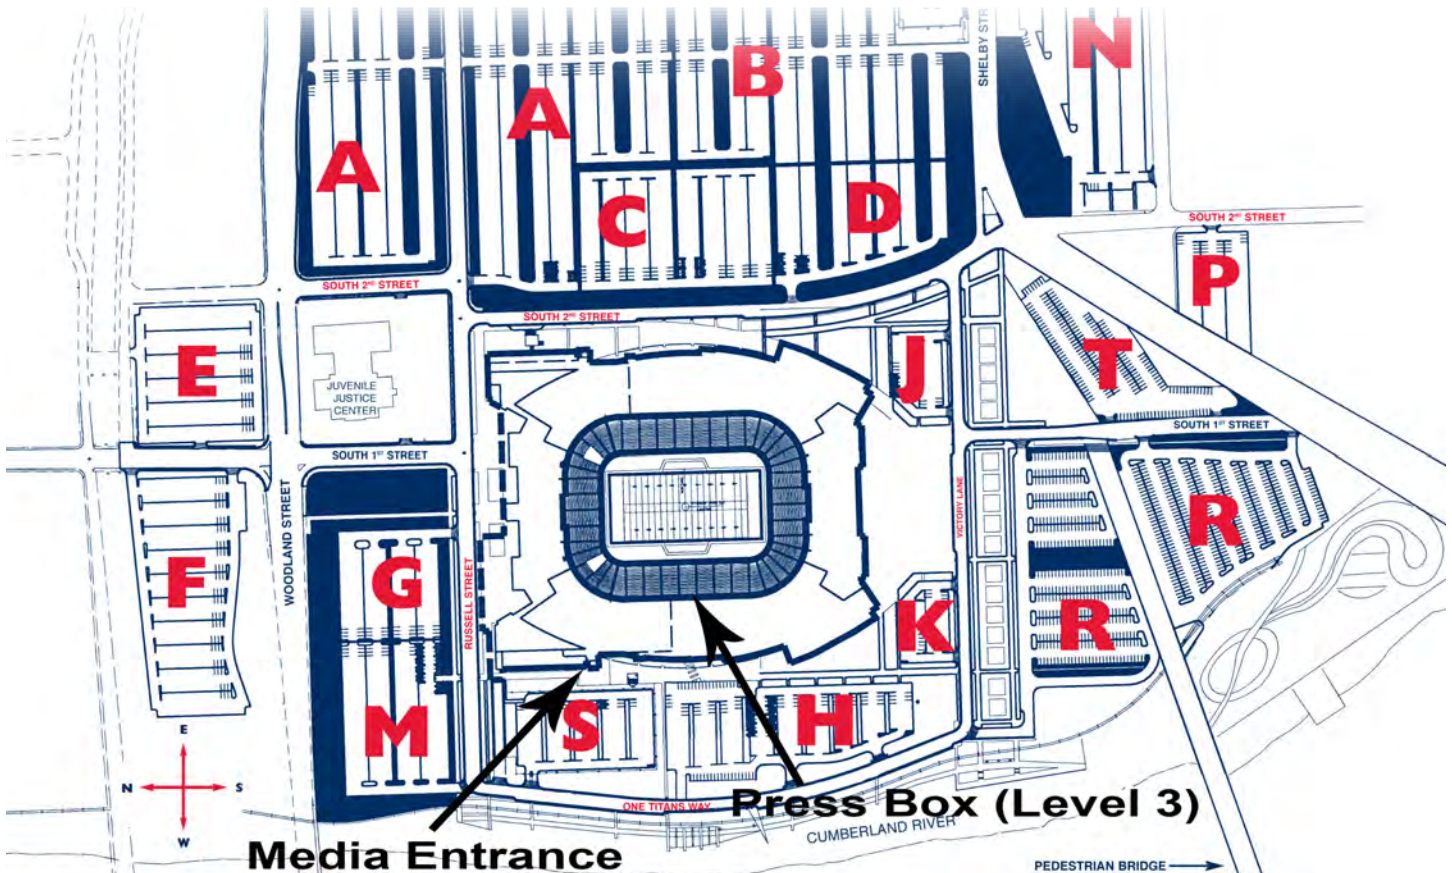 N
SHELBY STR
B
A
A
C
D
SOUTH 2ND STREET
P
SOUTH 2ND STREET
SOUTH 2ND STREET
E
JUVENILE
JUSTICE
CENTER
J
T
SOUTH 1ST STREET
SOUTH 1ST STREET
WOODLAND STREET
RUSSELL STREET
VICTORY LANE
R
F
G
K
R
M
S
H
E
N
S
W
ONE TITANS WAY
Press Box (Level 3)
CUMBERLAND RIVER
Media Entrance
PEDESTRIAN BRIDGE